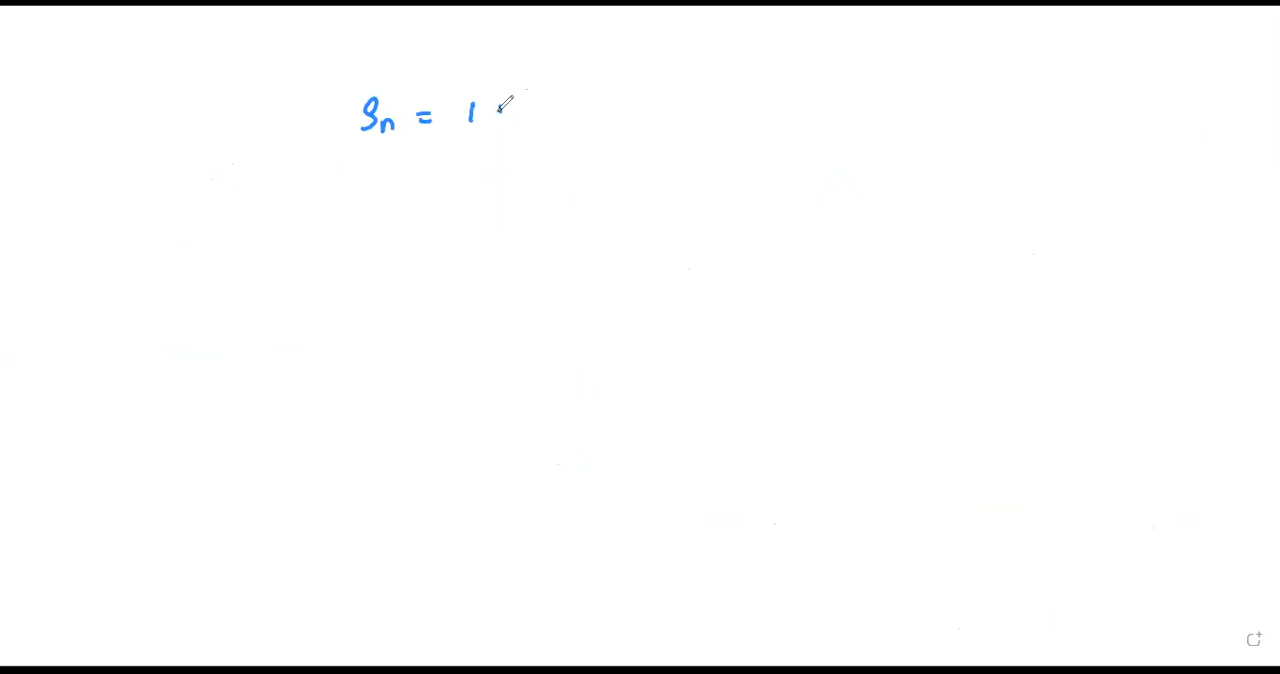 Sn = 1